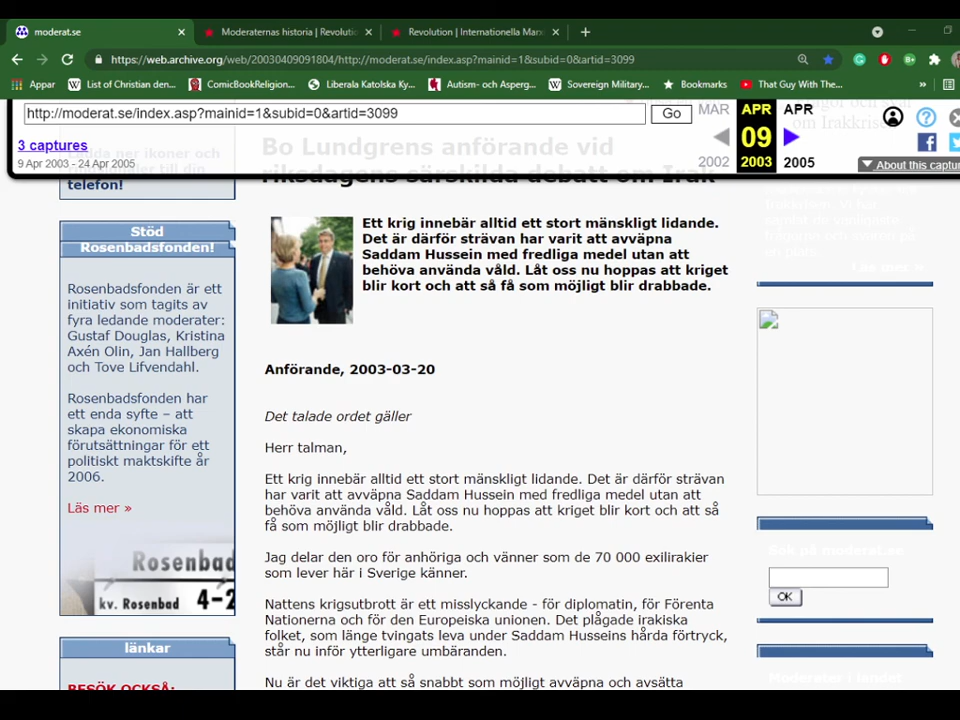 moderat.se
Moderaternas historia | Revolutio
Revolution | Internationella Marx
https://web.archive.org/web/20030409091804/http://moderat.se/index.asp?mainid=1&subid=0&artid=3099
Appar
List of Christian den...
ComicBookReligion...
Liberala Katolska Ky...
Autism- och Asperg...
Sovereign Military...
Bookmarks
That Guy With The...
http://moderat.se/index.asp?mainid=1&subid=0&artid=3099
Go
MAR
APR
APR
09
2002
2003
2005
3 captures
9 Apr 2003 - 24 Apr 2005
About this captu
om Irakkrise
Bo Lundgrens anförande vid
riksdagens särskilda debatt om Irak
telefon!
Stöd
Rosenbadsfonden!
Rosenbadsfonden är ett
initiativ som tagits av
fyra ledande moderater:
Gustaf Douglas, Kristina
Axén Olin, Jan Hallberg
och Tove Lifvendahl.
Rosenbadsfonden har
ett enda syfte – att
skapa ekonomiska
förutsättningar för ett
politiskt maktskifte år
2006.
Läs mer »
Rosenbad
kv. Rosenbad 4-2
länkar
BESÖK OCKSÅ:
Ett krig innebär alltid ett stort mänskligt lidande.
Det är därför strävan har varit att avväpna
Saddam Hussein med fredliga medel utan att
behöva använda våld. Låt oss nu hoppas att kriget
blir kort och att så få som möjligt blir drabbade.
Anförande, 2003-03-20
Det talade ordet gäller
Herr talman,
Ett krig innebär alltid ett stort mänskligt lidande. Det är därför strävan
har varit att avväpna Saddam Hussein med fredliga medel utan att
behöva använda våld. Låt oss nu hoppas att kriget blir kort och att så
få som möjligt blir drabbade.
Jag delar den oro för anhöriga och vänner som de 70 000 exilirakier
som lever här i Sverige känner.
Nattens krigsutbrott är ett misslyckande - för diplomatin, för Förenta
Nationerna och för den Europeiska unionen. Det plågade irakiska
folket, som länge tvingats leva under Saddam Husseins hårda förtryck,
står nu inför ytterligare umbäranden.
Nu är det viktiga att så snabbt som möjligt avväpna och avsätta
Läs mer »
Sök på moderat.se
OK
Moderater i landet